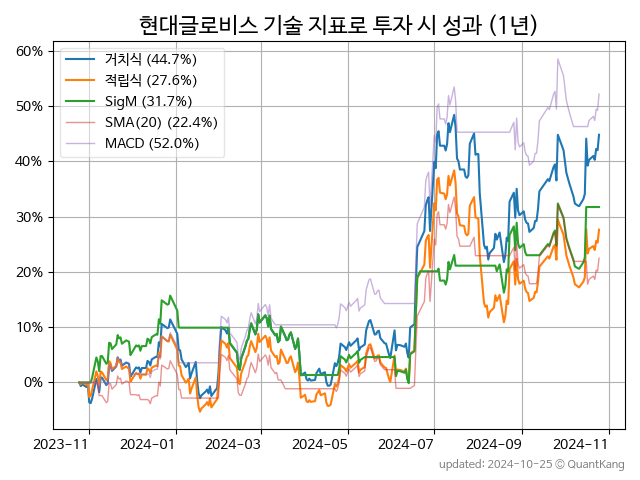 현대글로비스 기술 지표로 투자 시 성과 (1년)
거치식 (44.7%)
적립식 (27.6%)
SigM (31.7%)
SMA(20) (22.4%)
MACD (52.0%)
60%
50%
40%
30%
20%
10%
0%
2023-11 2024-01 2024-03 2024-05 2024-07 2024-09 2024-11
updated: 2024-10-25 © QuantKang